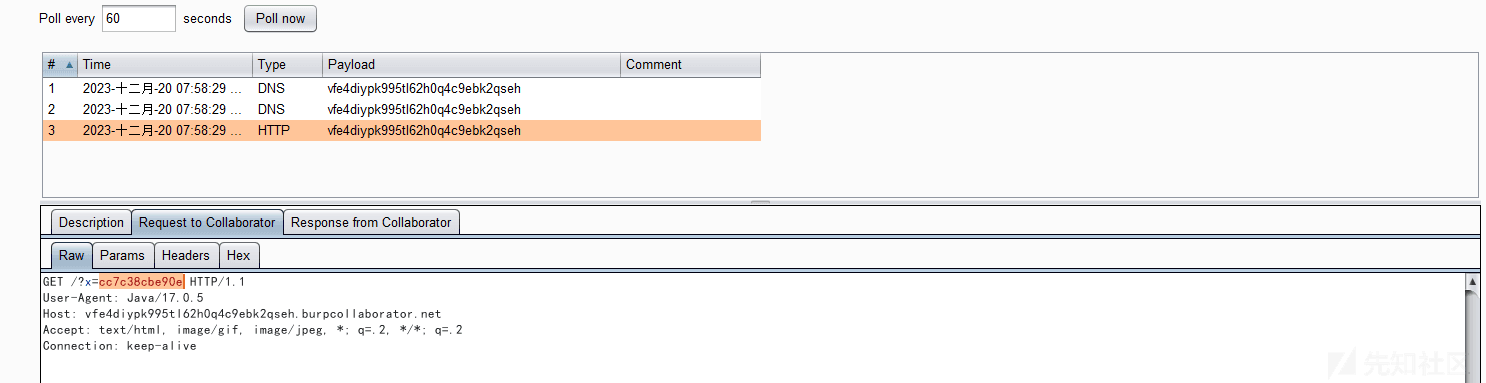 Poll every 60 seconds Poll now
# Time Type Payload Comment
1 2023-十二月-20 07:58:29 ... DNS vfe4diypk995tl62h0q4c9ebk2qseh
2 2023-十二月-20 07:58:29 ... DNS vfe4diypk995tl62h0q4c9ebk2qseh
3 2023-十二月-20 07:58:29 ... HTTP vfe4diypk995tl62h0q4c9ebk2qseh
Description Request to Collaborator Response from Collaborator
Raw Params Headers Hex
GET /?x=cc7c38cbe90e HTTP/1.1
User-Agent: Java/17.0.5
Host: vfe4diypk995tl62h0q4c9ebk2qseh.burpcollaborator.net
Accept: text/html, image/gif, image/jpeg, *; q=.2, */*; q=.2
Connection: keep-alive
先知社区